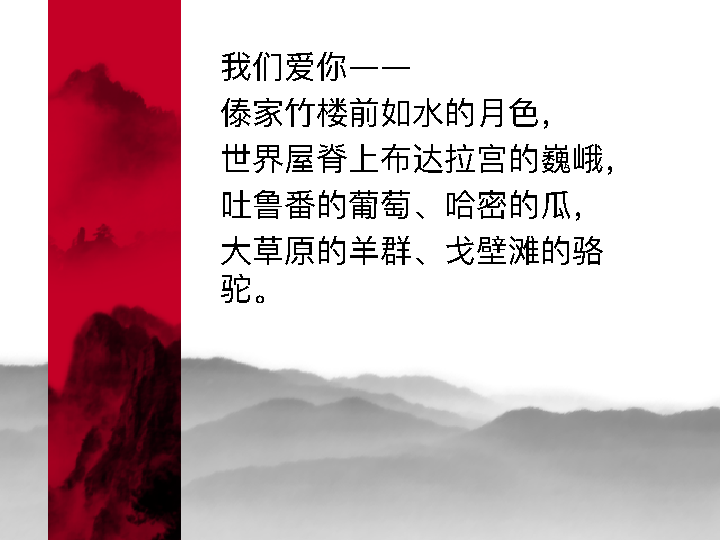 我们爱你——
傣家竹楼前如水的月色，
世界屋脊上布达拉宫的巍峨，
吐鲁番的葡萄、哈密的瓜，
大草原的羊群、戈壁滩的骆
驼。